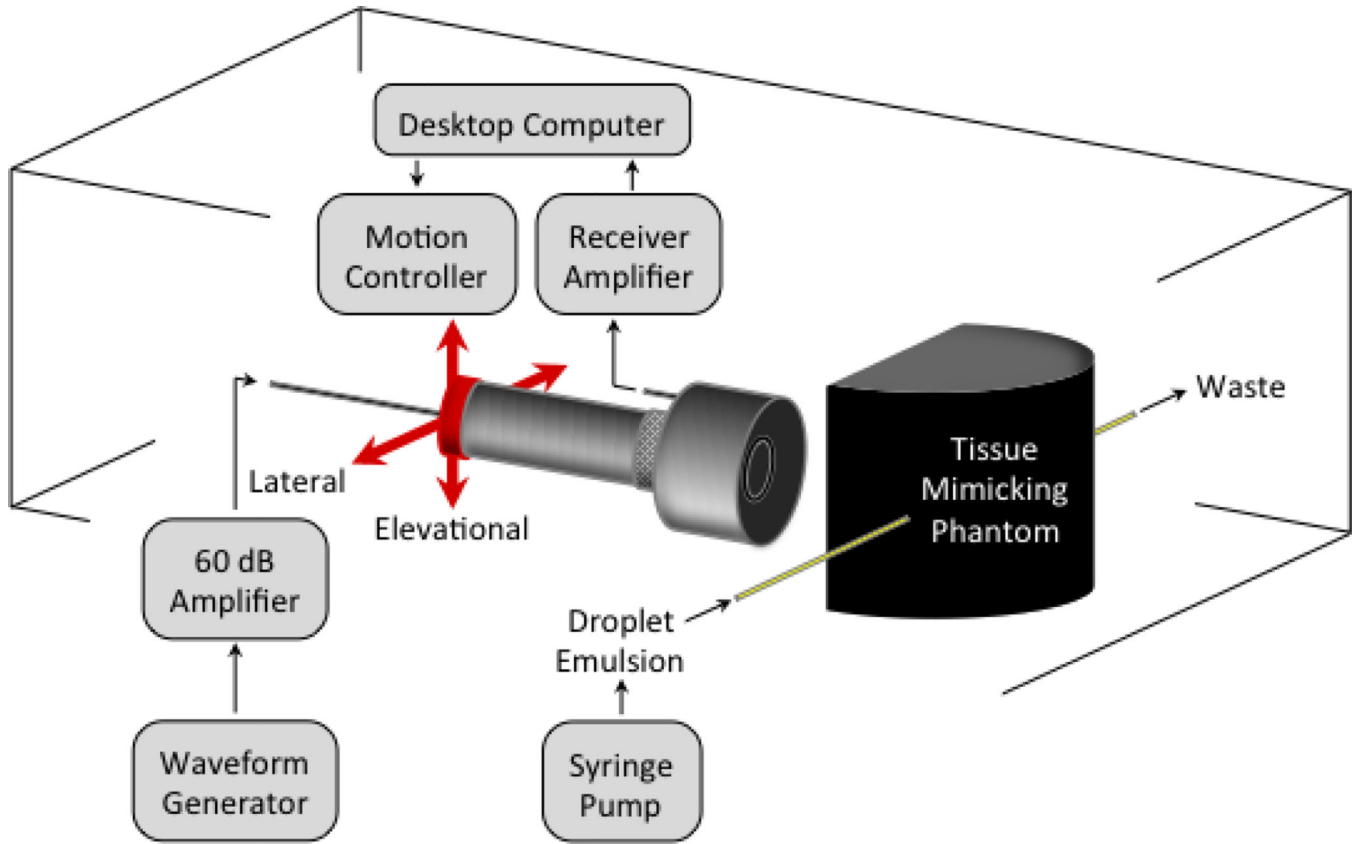 Desktop Computer
Motion
Controller
Receiver
Amplifier
Waste
Tissue
Mimicking
Phantom
Lateral
Elevational
60 dB
Amplifier
Droplet
Emulsion
Waveform
Generator
Syringe
Pump